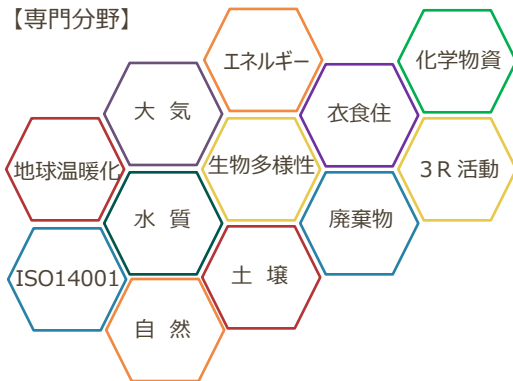 【専門分野】
エネルギー
化学物資
大 気
衣食住
地球温暖化
生物多様性
3R活動
水 質
廃棄物
ISO14001
土 壌
自 然